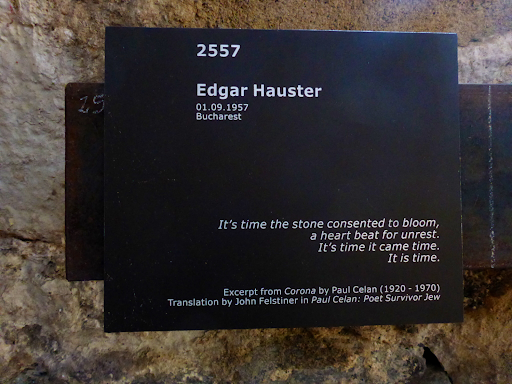 2557
Edgar Hauster
01.09.1957
Bucharest
It's time the stone consented to bloom,
a heart beat for unrest.
It's time it came time.
It is time.
Excerpt from Corona by Paul Celan (1920 - 1970)
Translation by John Felstiner in Paul Celan: Poet Survivor Jew